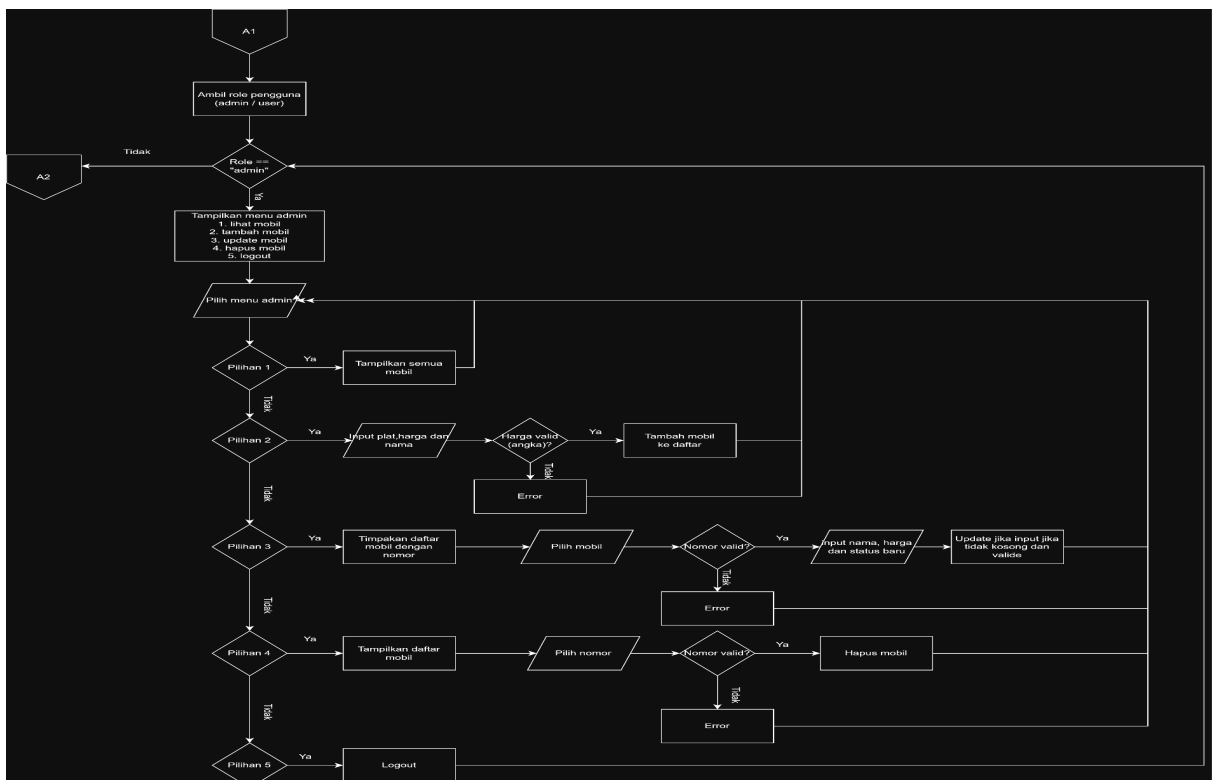 A1
Ambil role pengguna
(admin / user)
Tidak
Role ==
"admin"
A2
Ya
Tampilkan menu admin
1. lihat mobil
2. tambah mobil
3. update mobil
4. hapus mobil
5. logout
Pilih menu admin
Pilihan 1
Ya
Tampilkan semua
mobil
Tidak
Pilihan 2
Ya
Input plat,harga dan
nama
Harga valid
(angka)?
Ya
Tambah mobil
ke daftar
Tidak
Error
Tidak
Pilihan 3
Ya
Timpakan daftar
mobil dengan
nomor
Pilih mobil
Nomor valid?
Ya
Input nama, harga
dan status baru
Update jika input jika
tidak kosong dan
valide
Tidak
Error
Tidak
Pilihan 4
Ya
Tampilkan daftar
mobil
Pilih nomor
Nomor valid?
Ya
Hapus mobil
Tidak
Error
Tidak
Pilihan 5
Ya
Logout